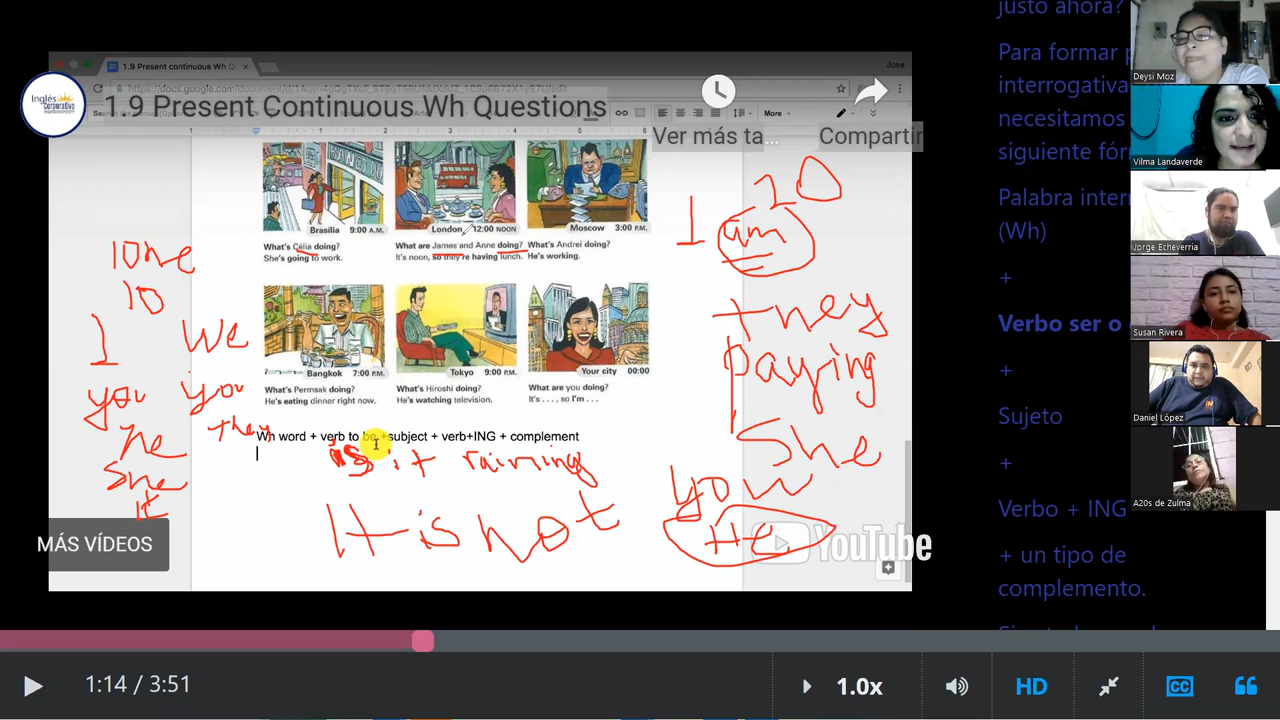 1.9 Present continuous Wh Q
Jose
Inglés
Corporativo
1.9 Present Continuous Wh Questions
More
Ver más ta...
Compartir
Brasilia 9:00 A.M.
What's Célia doing?
She's going to work.
London 12:00 NOON
What are James and Anne doing?
It's noon, so they're having lunch.
Moscow 3:00 P.M.
What's Andrei doing?
He's working.
Bangkok 7:00 P.M.
What's Permsak doing?
He's eating dinner right now.
Tokyo 9:00 P.M.
What's Hiroshi doing?
He's watching television.
Your city 00:00
What are you doing?
It's . . ., so I'm . . .
Wh word + verb to be +subject + verb+ING + complement
is it raining
It is not
10
I We
you you
he they
she
it
20
I am
they
paying
She
you
He
MÁS VÍDEOS
YouTube
justo ahora?
Para formar p
interrogativa
necesitamos
siguiente fór
Palabra inter
(Wh)
+
Verbo ser o
+
Sujeto
+
Verbo + ING
+ un tipo de
complemento.
Deysi Moz
Vilma Landaverde
Jorge Echeverria
Susan Rivera
Daniel López
A20s de Zulma
1:14 / 3:51
1.0x
HD
CC